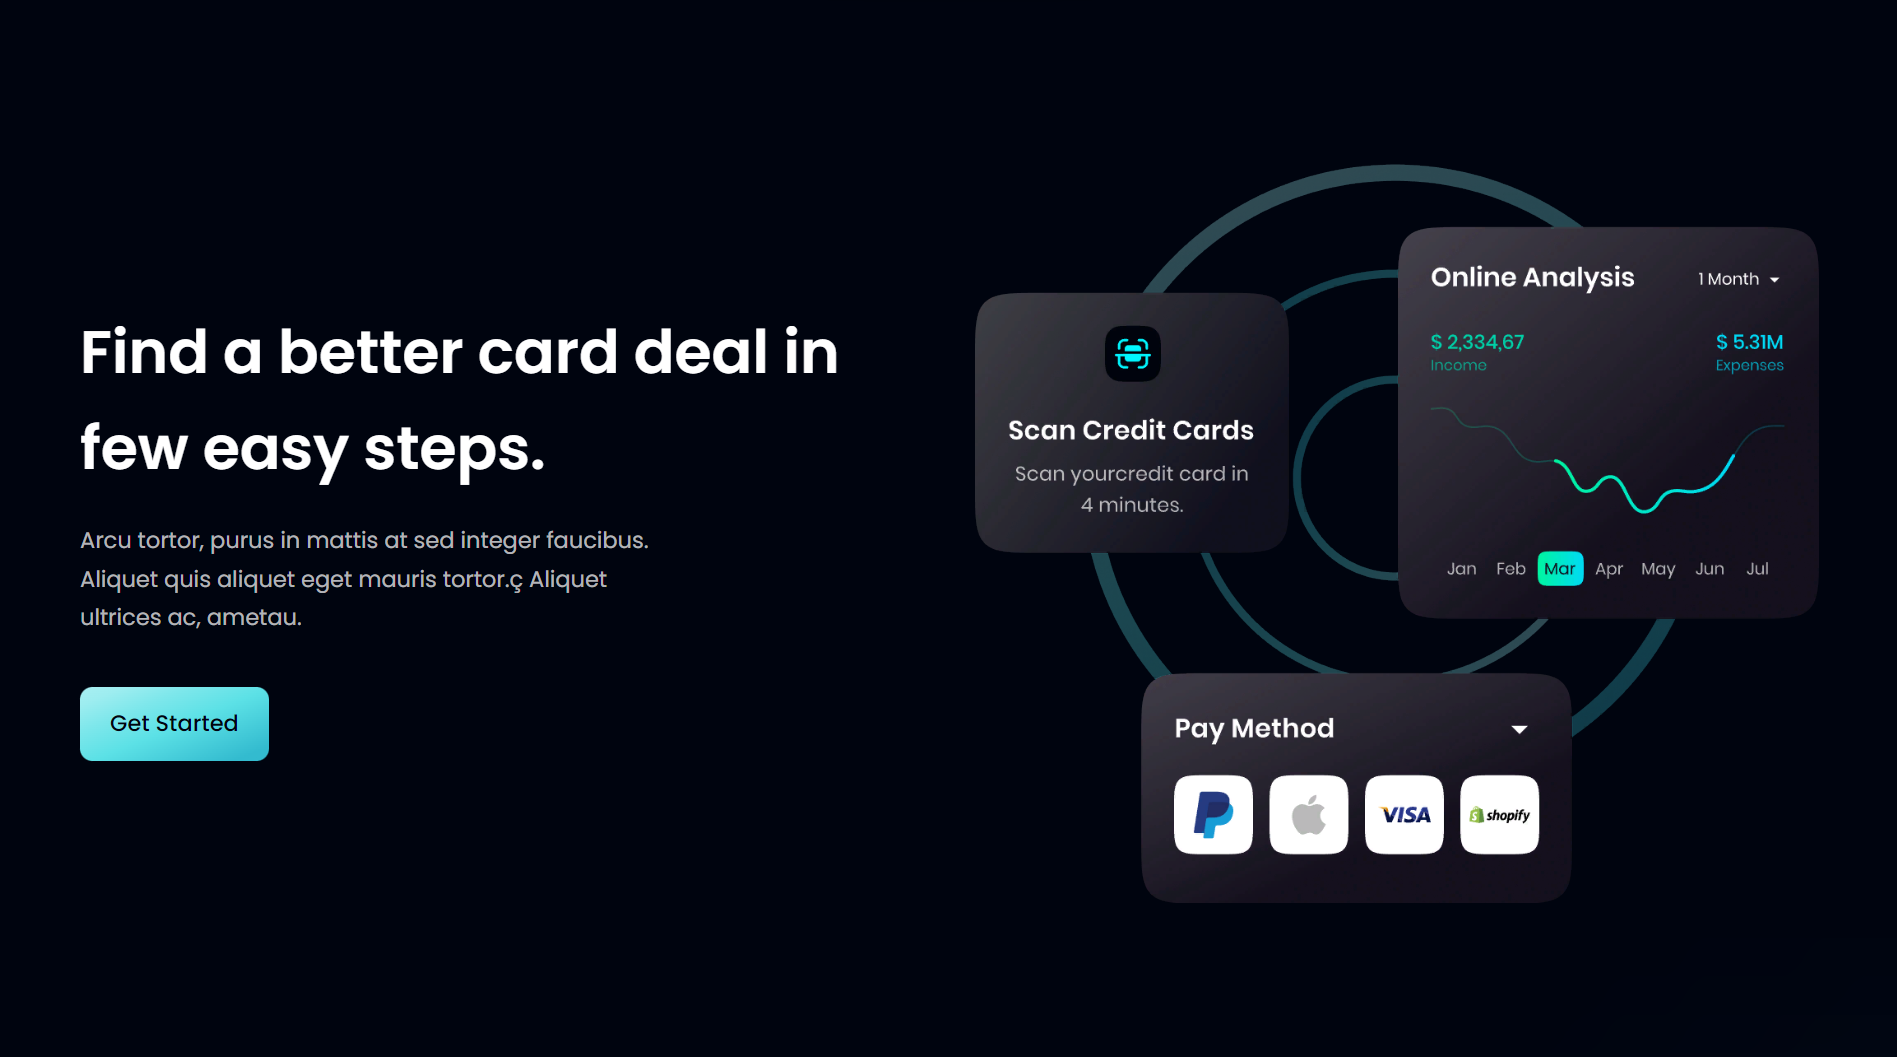 Find a better card deal in
few easy steps.
Arcu tortor, purus in mattis at sed integer faucibus.
Aliquet quis aliquet eget mauris tortor.ç Aliquet
ultrices ac, ametau.
Get Started
Scan Credit Cards
Scan yourcredit card in
4 minutes.
Online Analysis
1 Month
$ 2,334,67
Income
$ 5.31M
Expenses
Jan Feb Mar Apr May Jun Jul
Pay Method
VISA
shopify